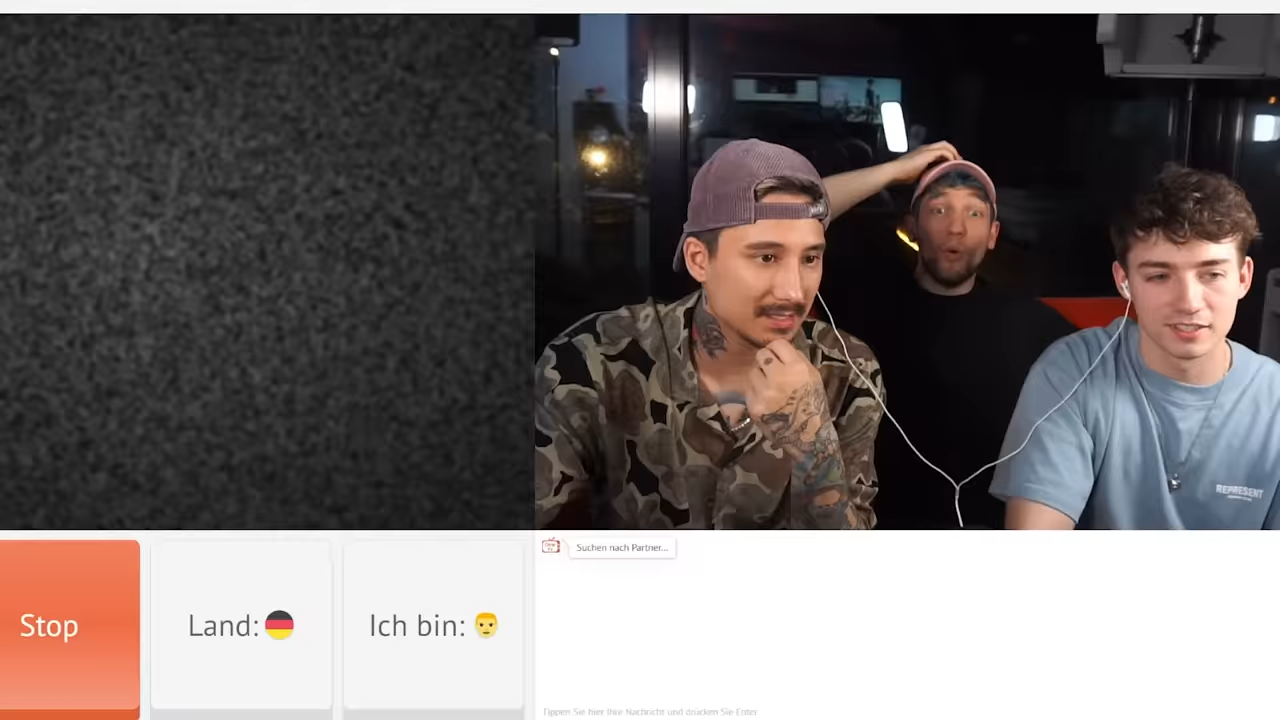 REPRESENT
Suchen nach Partner...
Stop
Land:
Ich bin:
Tippen Sie hier Ihre Nachricht und drücken Sie Enter